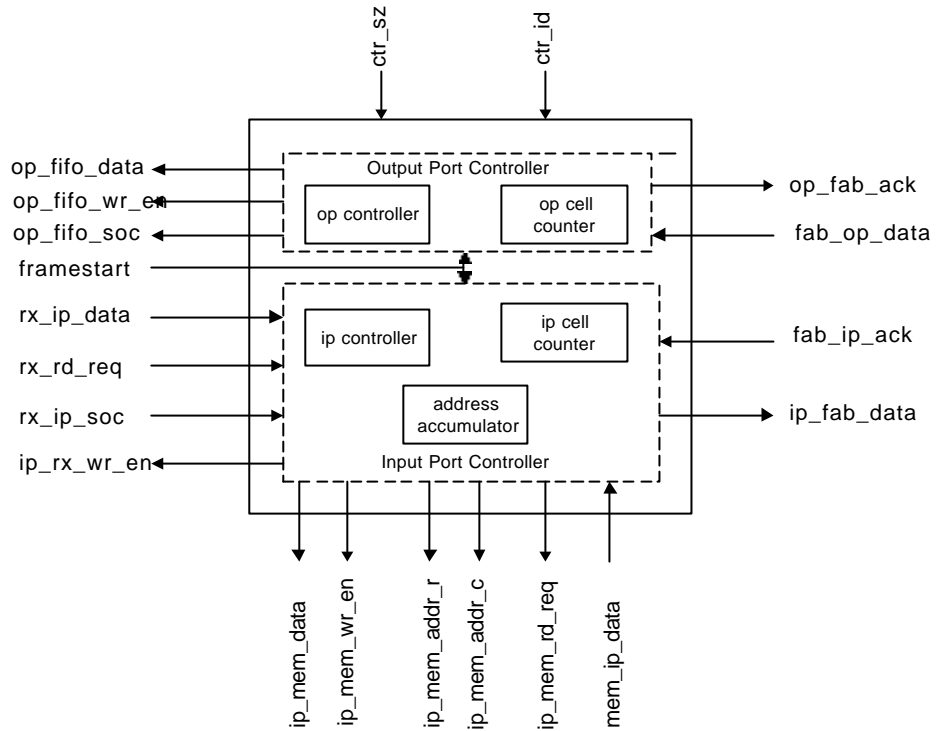 ctr_sz
ctr_id
Output Port Controller
op_fifo_data
op_fifo_wr_en
op_fifo_soc
framestart
op controller
op cell
counter
op_fab_ack
fab_op_data
rx_ip_data
rx_rd_req
rx_ip_soc
ip_rx_wr_en
ip controller
ip cell
counter
address
accumulator
Input Port Controller
fab_ip_ack
ip_fab_data
ip_mem_data
ip_mem_wr_en
ip_mem_addr_r
ip_mem_addr_c
ip_mem_rd_req
mem_ip_data